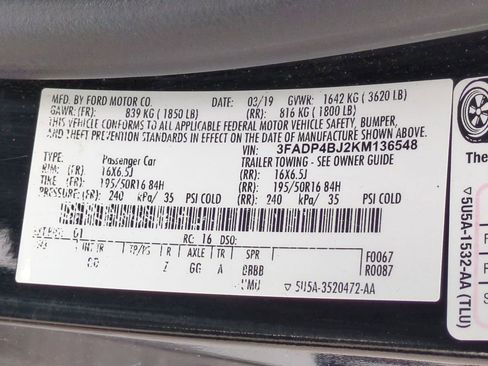 MFD. BY FORD MOTOR CO. DATE: 03/19 GVWR: 1642 KG ( 3620 LB)
GAWR:(FR): 839 KG ( 1850 LB) (RR): 816 KG ( 1800 LB)
THIS VEHICLE CONFORMS TO ALL APPLICABLE FEDERAL MOTOR VEHICLE SAFETY, BUMPER,
AND THEFT PREVENTION STANDARDS IN EFFECT ON THE DATE OF MANUFACTURE SHOWN ABOVE.
VIN: 3FADP4BJ2KM136548
TYPE: Passenger Car TRAILER TOWING - SEE OWNER GUIDE
RIM: 16X6.5J (RR): 16X6.5J
TIRE: 195/50R16 84H (RR): 195/50R16 84H
PRESSURE: (FR) 240 kPa/ 35 PSI COLD (RR): 240 kPa/ 35 PSI COLD
01 RC: 16 DSO: F0067
INT TR TP/PS R AXLE TR SPR R0087
Z GG A BBBB
5U5A-3520472-AA
The
5U5A-1532-AA (TLU)
F
F
S